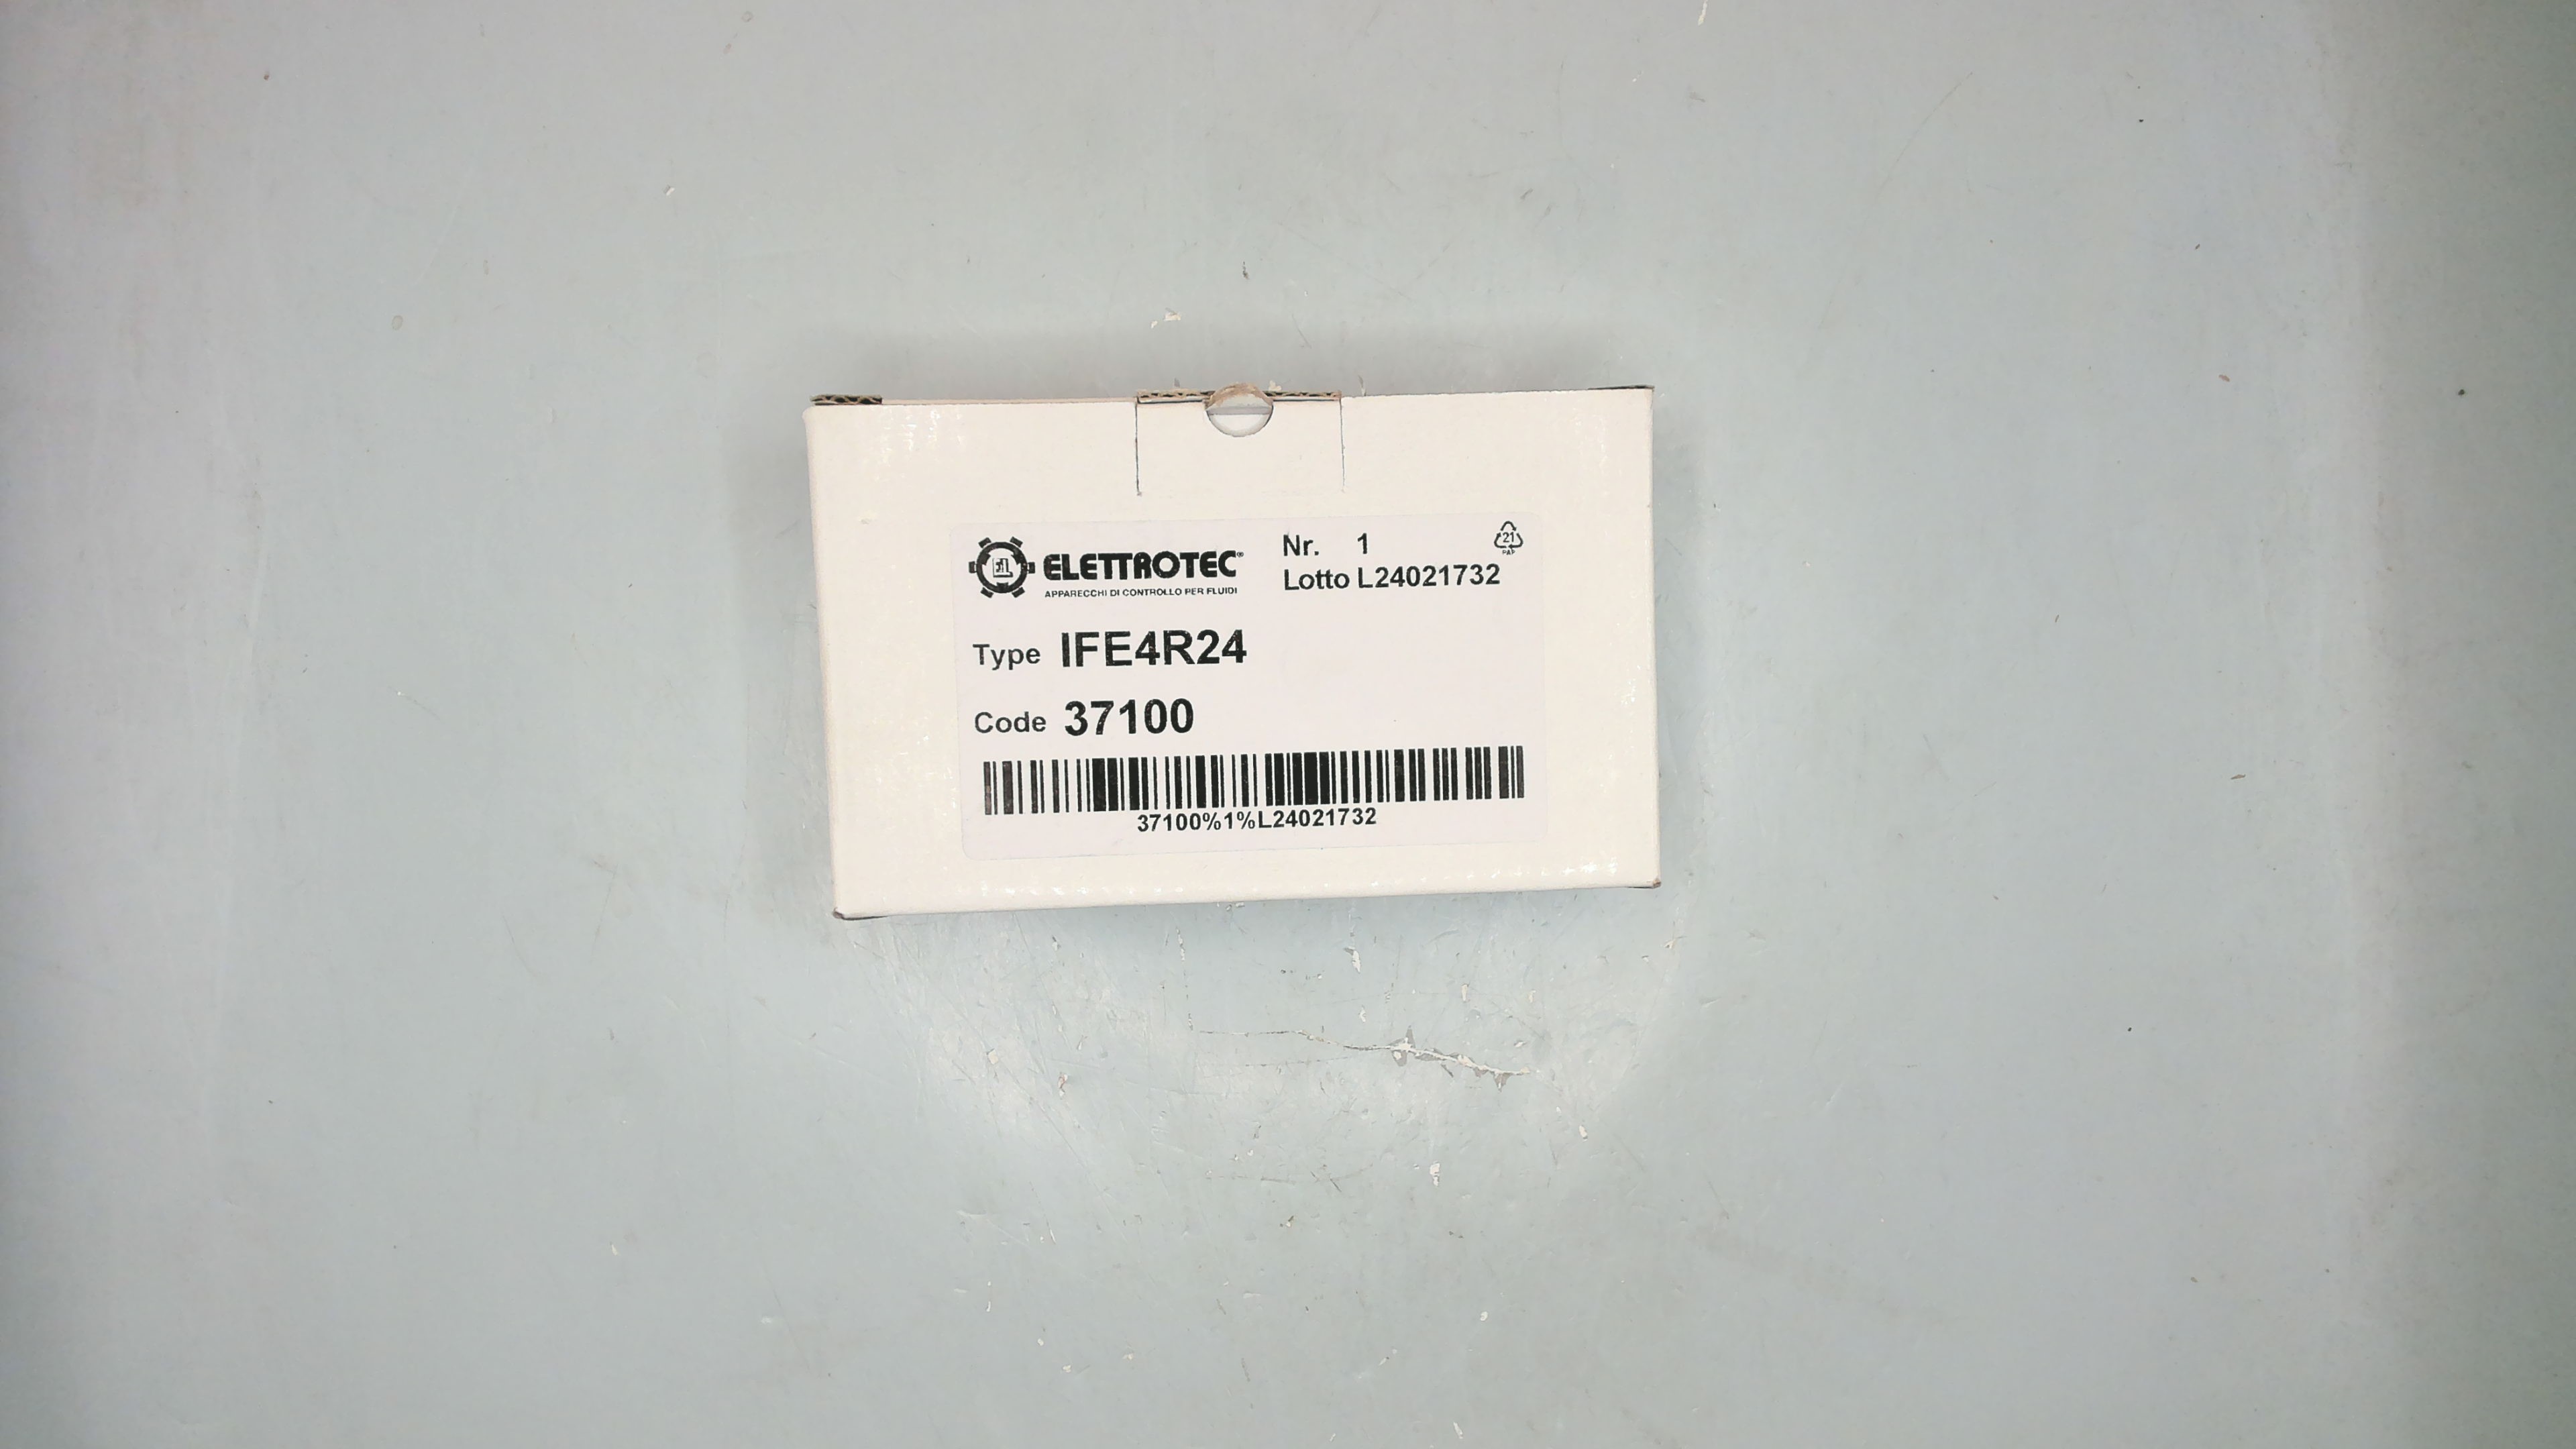 ELETTROTEC®
APPARECCHI DI CONTROLLO PER FLUIDI
Nr. 1
Lotto L24021732
21
PAP
Type IFE4R24
Code 37100
37100%1%L24021732